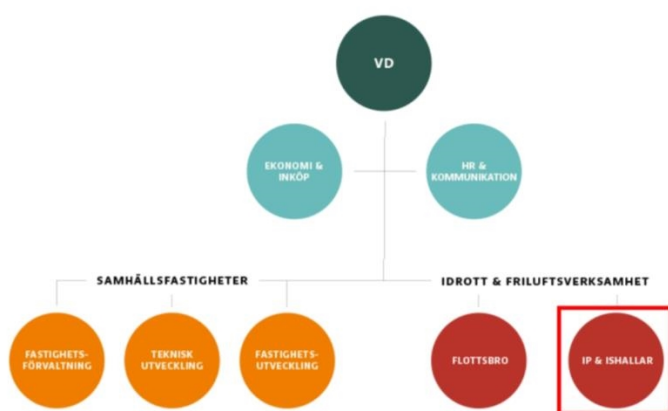 VD
EKONOMI &
INKÖP
HR &
KOMMUNIKATION
SAMHÄLLSFASTIGHETER
IDROTT & FRILUFTSVERKSAMHET
FASTIGHETS-
FÖRVALTNING
TEKNISK
UTVECKLING
FASTIGHETS-
UTVECKLING
FLOTTSBRO
IP & ISHALLAR